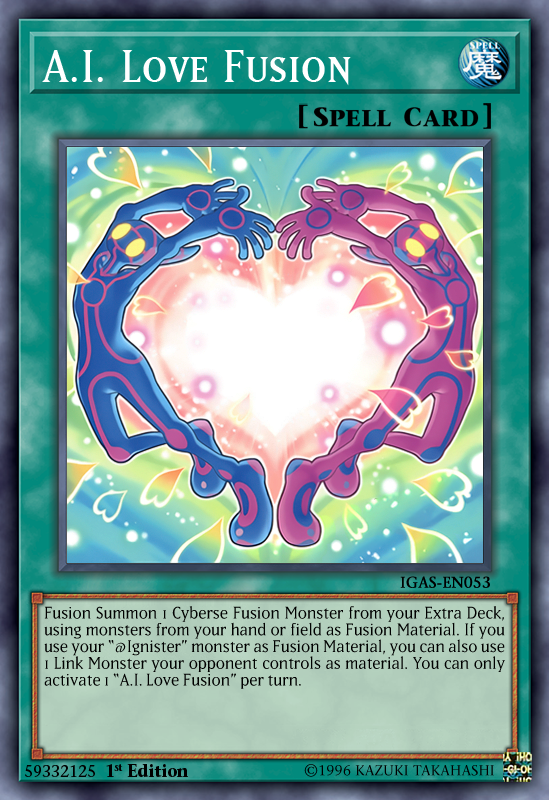 A.I. Love Fusion
SPELL
魔
[Spell Card]
IGAS-EN053
Fusion Summon 1 Cyberse Fusion Monster from your Extra Deck,
using monsters from your hand or field as Fusion Material. If you
use your "@Ignister" monster as Fusion Material, you can also use
1 Link Monster your opponent controls as material. You can only
activate 1 "A.I. Love Fusion" per turn.
59332125 1st Edition ©1996 KAZUKI TAKAHASHI